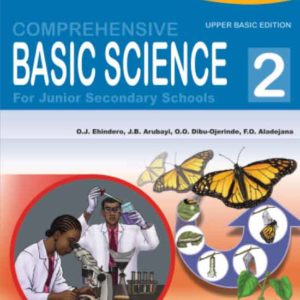 UPPER BASIC EDITION
COMPREHENSIVE
BASIC SCIENCE
2
For Junior Secondary Schools
O.J. Ehindero, J.B. Arubayi, O.O. Dibu-Ojerinde, F.O. Aladejana